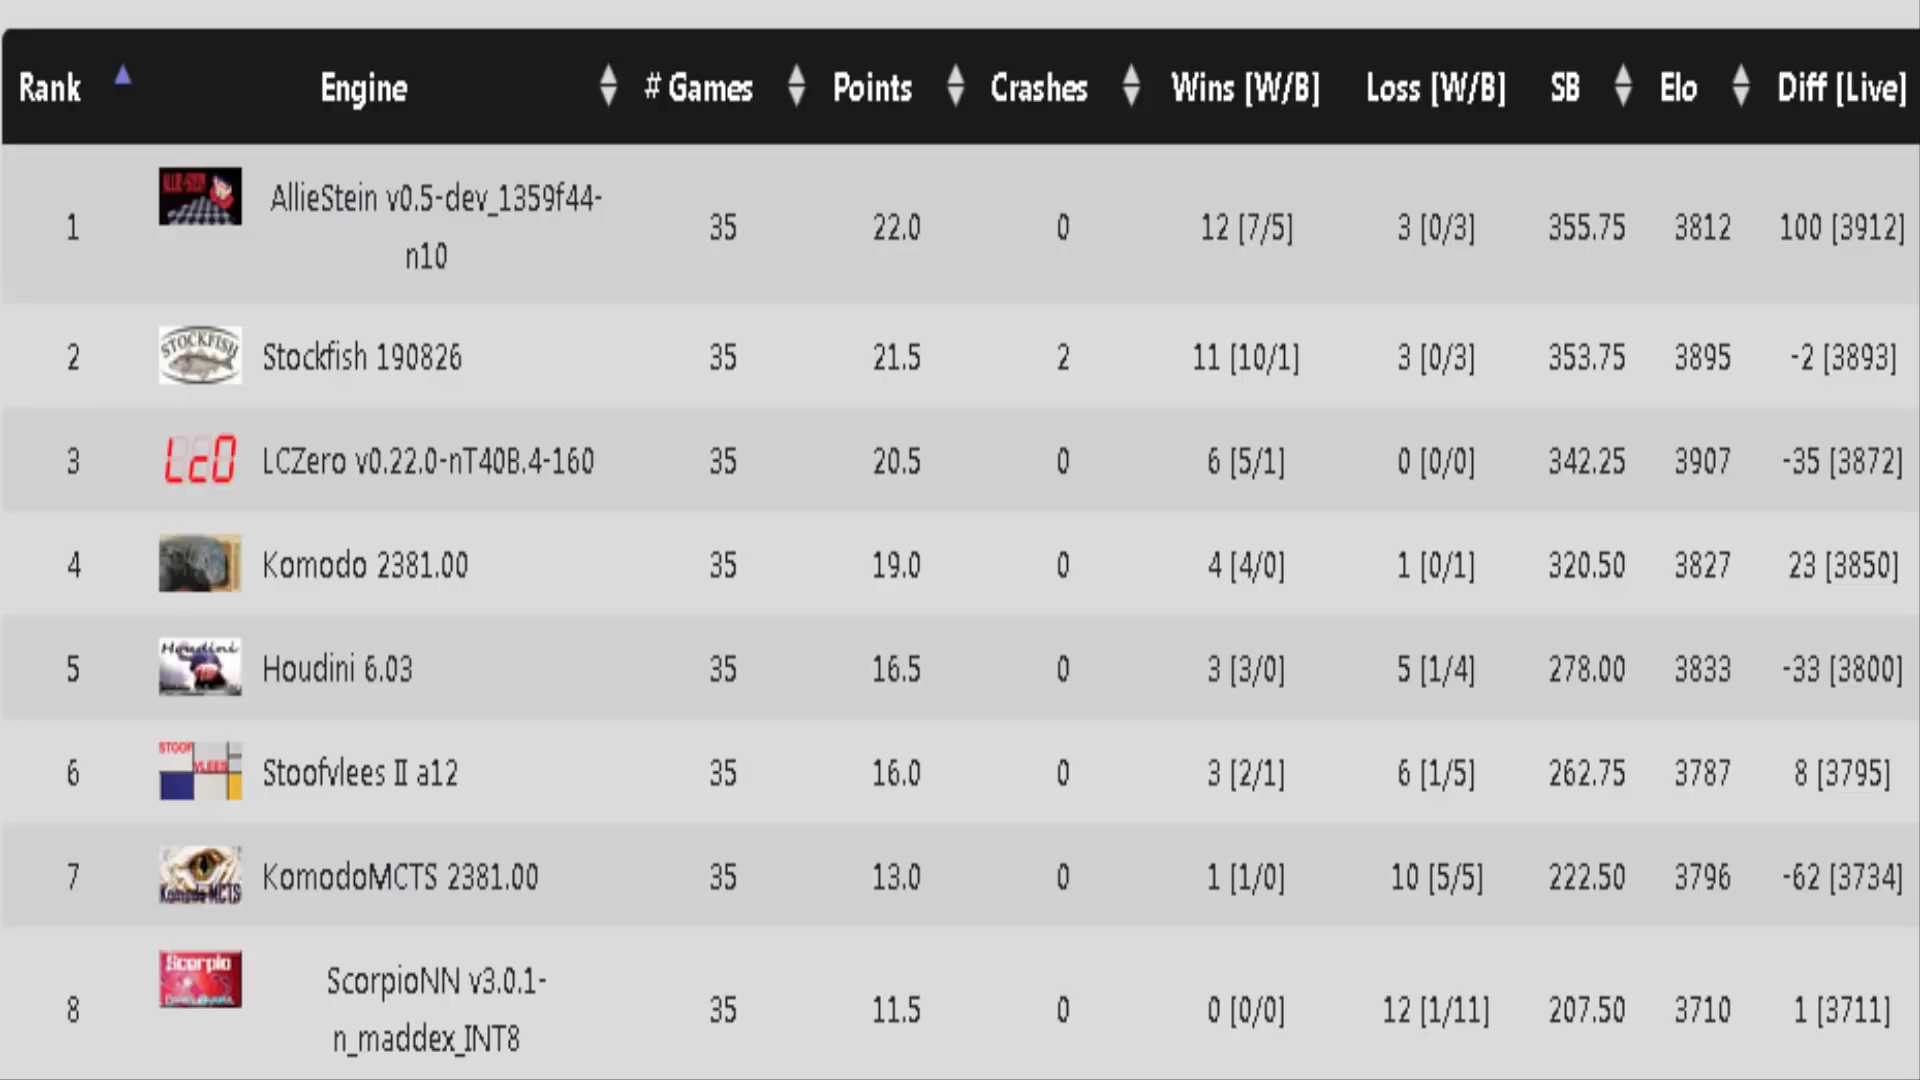 Rank Engine # Games Points Crashes Wins [W/B] Loss [W/B] SB Elo Diff [Live]
1 ALLIE-STEIN AllieStein v0.5-dev_1359f44- 35 22.0 0 12 [7/5] 3 [0/3] 355.75 3812 100 [3912]
n10
2 STOCKFISH Stockfish 190826 35 21.5 2 11 [10/1] 3 [0/3] 353.75 3895 -2 [3893]
3 Lc0 LCZero v0.22.0-nT40B.4-160 35 20.5 0 6 [5/1] 0 [0/0] 342.25 3907 -35 [3872]
4 Komodo 2381.00 35 19.0 0 4 [4/0] 1 [0/1] 320.50 3827 23 [3850]
5 Houdini Houdini 6.03 35 16.5 0 3 [3/0] 5 [1/4] 278.00 3833 -33 [3800]
6 STOOF VLEES Stoofvlees II a12 35 16.0 0 3 [2/1] 6 [1/5] 262.75 3787 8 [3795]
7 Komodo MCTS KomodoMCTS 2381.00 35 13.0 0 1 [1/0] 10 [5/5] 222.50 3796 -62 [3734]
8 Scorpio ScorpioNN v3.0.1- 35 11.5 0 0 [0/0] 12 [1/11] 207.50 3710 1 [3711]
n_maddex_INT8